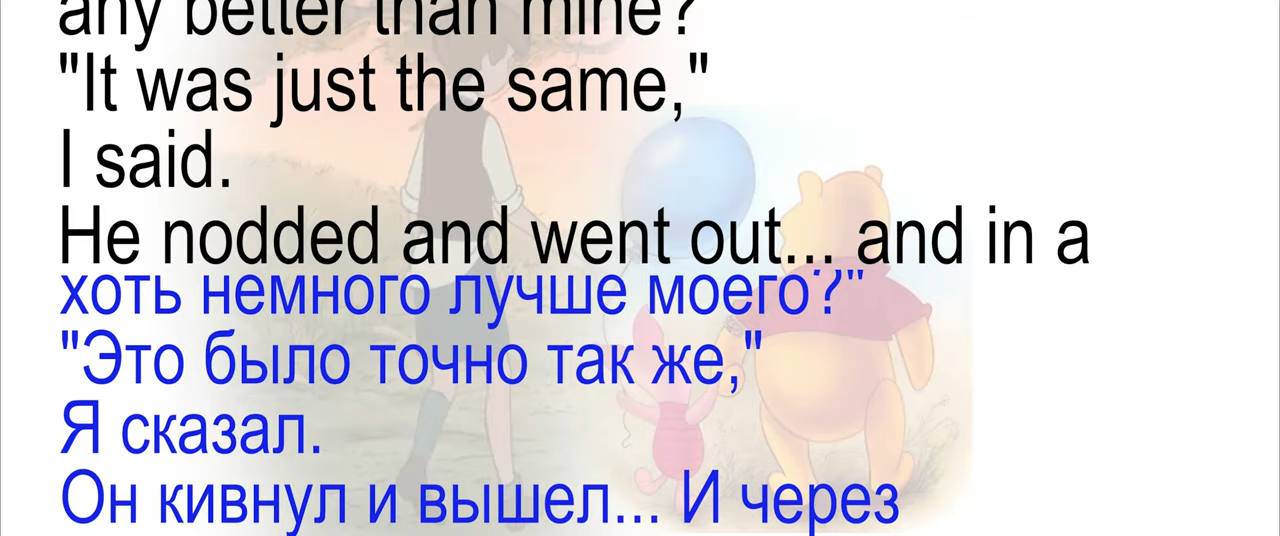 any better than mine?
"It was just the same,"
I said.
He nodded and went out... and in a
хоть немного лучше моего?"
"Это было точно так же,"
Я сказал.
Он кивнул и вышел... И через